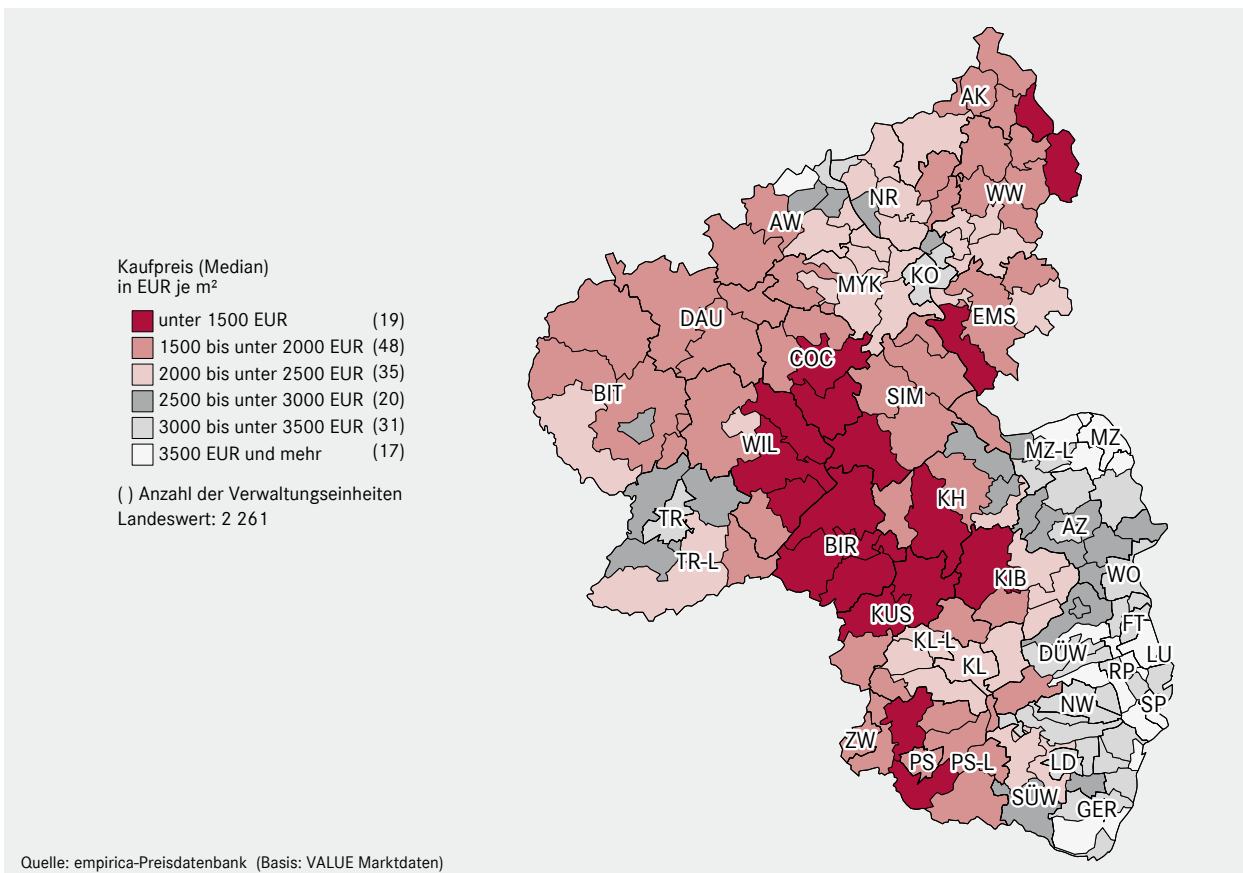 Kaufpreis (Median)
in EUR je m²
unter 1500 EUR (19)
1500 bis unter 2000 EUR (48)
2000 bis unter 2500 EUR (35)
2500 bis unter 3000 EUR (20)
3000 bis unter 3500 EUR (31)
3500 EUR und mehr (17)
( ) Anzahl der Verwaltungseinheiten
Landeswert: 2 261
AK
NR
WW
AW
KO
MYK
EMS
DAU
COC
BIT
SIM
WIL
MZ
MZ-L
KH
TR
AZ
BIR
TR-L
KIB
WO
KUS
FT
KL-L
DÜW
LU
KL
RP
NW
SP
ZW
PS
PS-L
LD
SÜW
GER
Quelle: empirica-Preisdatenbank (Basis: VALUE Marktdaten)